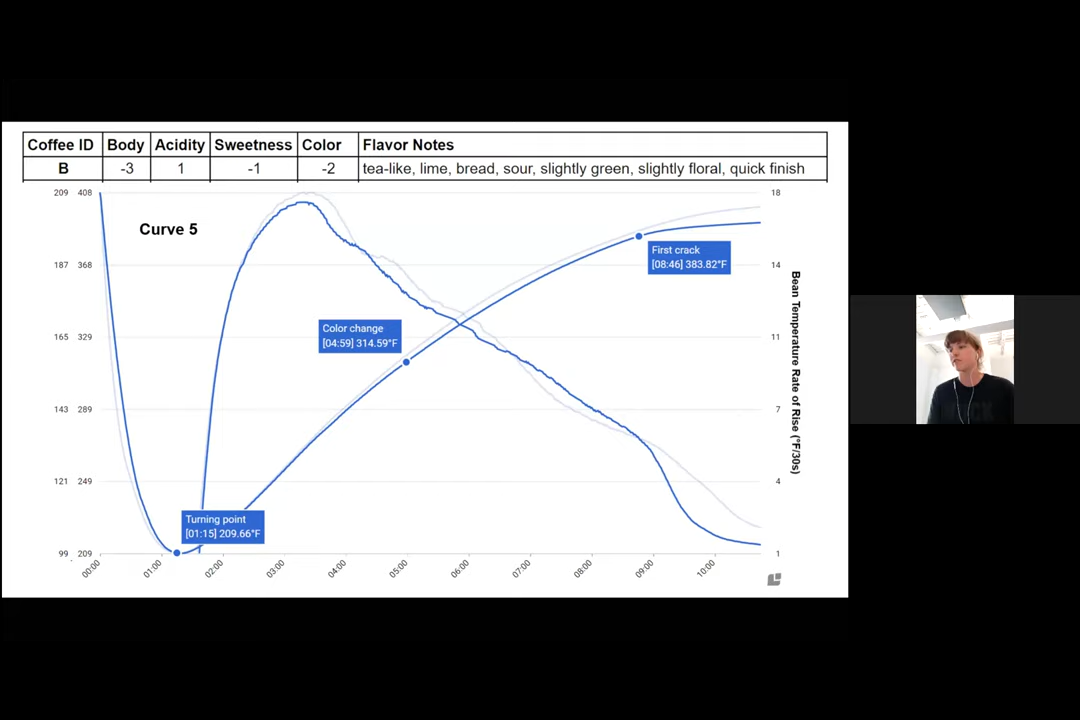 Coffee ID Body Acidity Sweetness Color Flavor Notes
B -3 1 -1 -2 tea-like, lime, bread, sour, slightly green, slightly floral, quick finish
209 408 18
Curve 5
187 368 14
First crack
[08:46] 383.82°F
165 329 11
Color change
[04:59] 314.59°F
Bean Temperature Rate of Rise (°F/30s)
143 289 7
121 249 4
Turning point
[01:15] 209.66°F
99 209 1
00:00 01:00 02:00 03:00 04:00 05:00 06:00 07:00 08:00 09:00 10:00